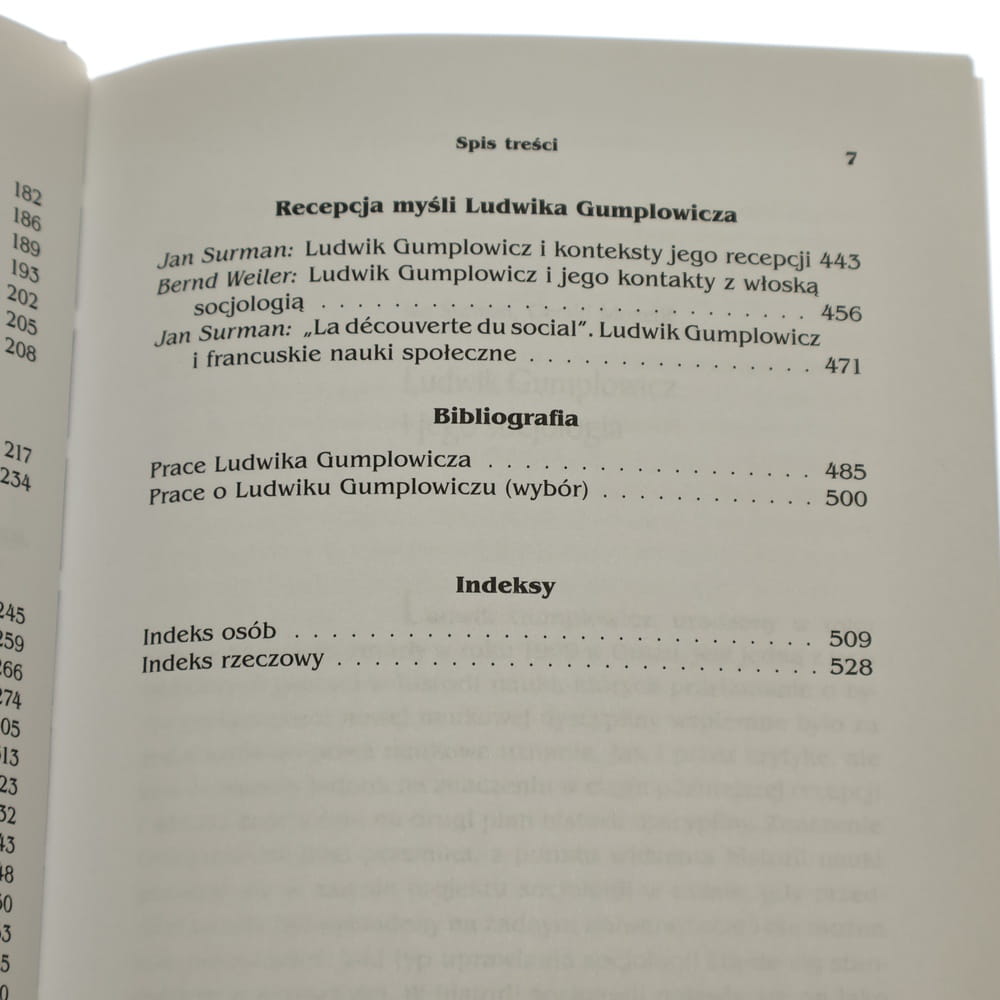 182
186
189
193
202
205
208
217
234
245
259
266
274
Spis treści
7
Recepcja myśli Ludwika Gumplowicza
Jan Surman: Ludwik Gumplowicz i konteksty jego recepcji 443
Bernd Weiler: Ludwik Gumplowicz i jego kontakty z włoską
socjologią . . . . . . . . . . . . . . . . . . . . . . . . . . 456
Jan Surman: „La découverte du social". Ludwik Gumplowicz
i francuskie nauki społeczne . . . . . . . . . . . . . . . 471
Bibliografia
Prace Ludwika Gumplowicza . . . . . . . . . . . . . . . . . . 485
Prace o Ludwiku Gumplowiczu (wybór) . . . . . . . . . . . . 500
Indeksy
Indeks osób . . . . . . . . . . . . . . . . . . . . . . . . . . . . 509
Indeks rzeczowy . . . . . . . . . . . . . . . . . . . . . . . . . . 528